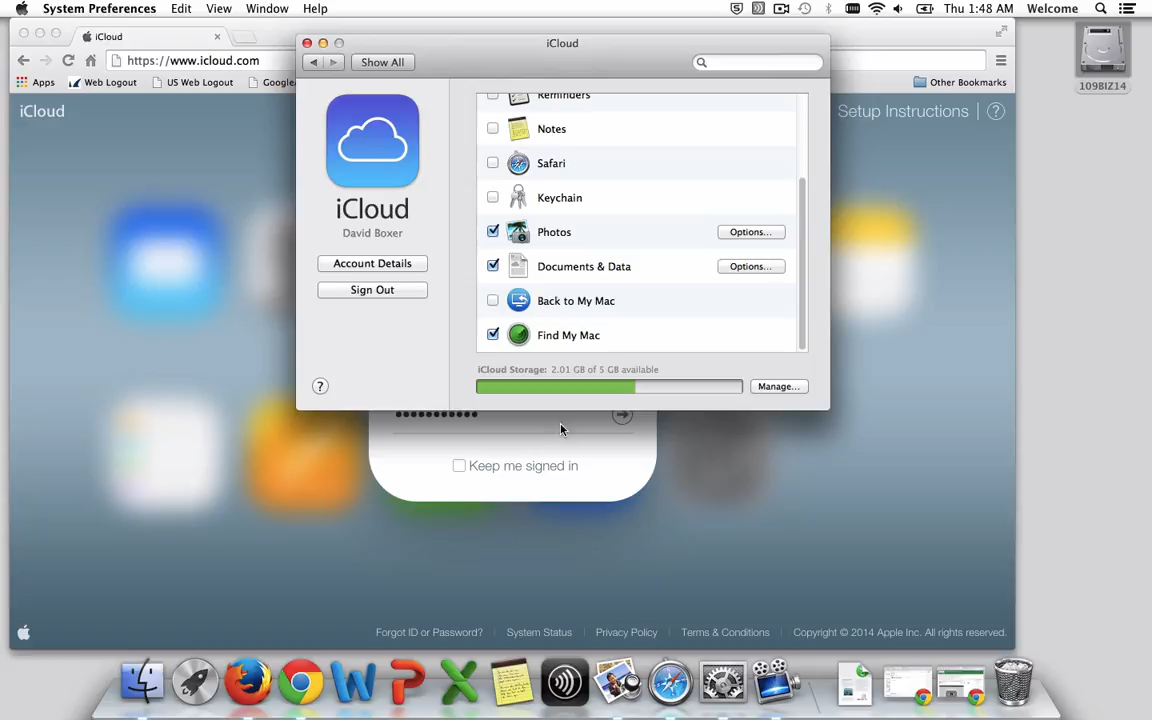 System Preferences Edit View Window Help Thu 1:48 AM Welcome
iCloud
https://www.icloud.com
Apps Web Logout US Web Logout Google Other Bookmarks
iCloud Setup Instructions ?
109BIZ14
iCloud
Show All
iCloud
David Boxer
Account Details
Sign Out
?
Reminders
Notes
Safari
Keychain
Photos Options...
Documents & Data Options...
Back to My Mac
Find My Mac
iCloud Storage: 2.01 GB of 5 GB available
Manage...
Keep me signed in
Forgot ID or Password? System Status Privacy Policy Terms & Conditions Copyright © 2014 Apple Inc. All rights reserved.